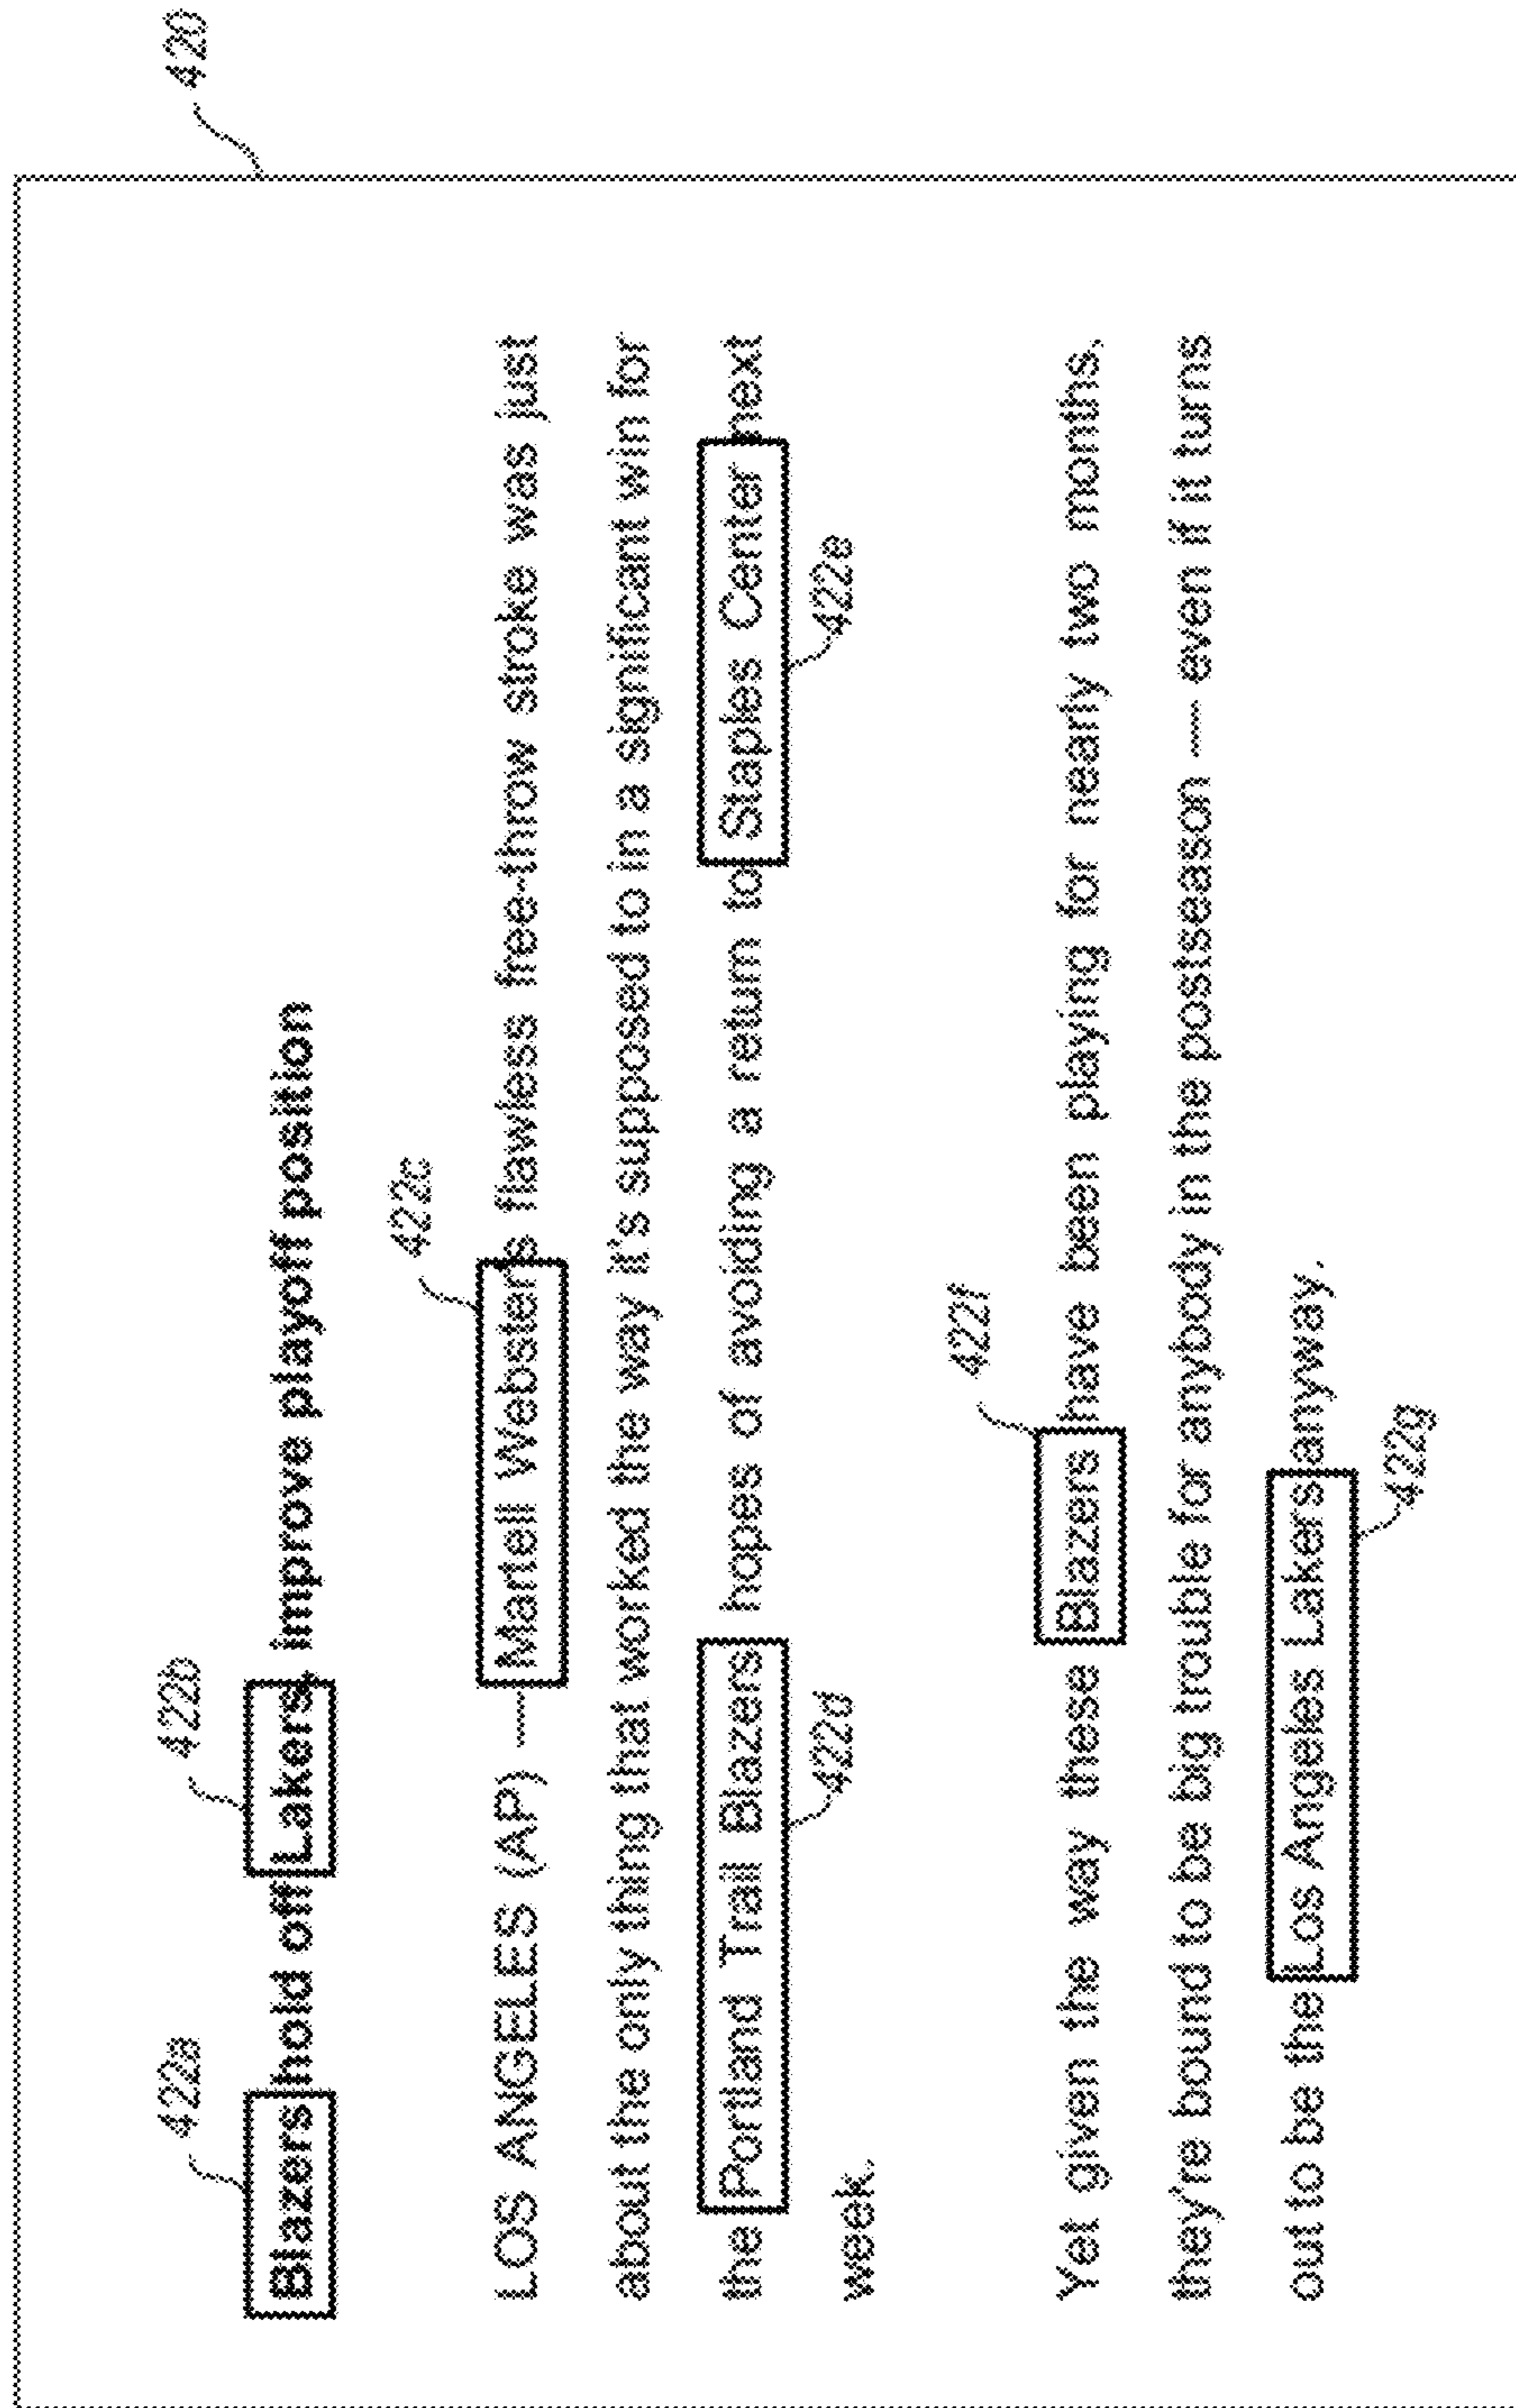 420
422a 422b
Blazers hold off Lakers, improve playoff position
422c
LOS ANGELES (AP) — Martell Websters flawless free-throw stroke was just
about the only thing that worked the way it's supposed to in a significant win for
the Portland Trail Blazers hopes of avoiding a return to Staples Center next
422d 422e
week.
422f
Yet given the way these Blazers have been playing for nearly two months,
they're bound to be big trouble for anybody in the postseason — even if it turns
out to be the Los Angeles Lakers anyway.
422g